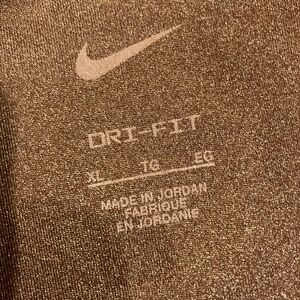 DRI-FIT
XL TG EG
MADE IN JORDAN
FABRIQUÉ
EN JORDANIE